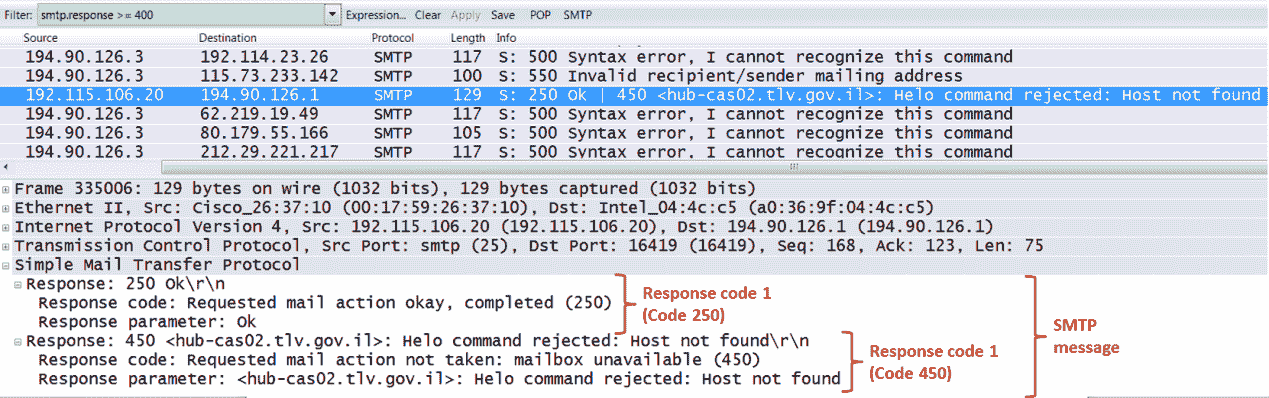 Filter: smtp.response >= 400 Expression... Clear Apply Save POP SMTP
Source Destination Protocol Length Info
194.90.126.3 192.114.23.26 SMTP 117 S: 500 Syntax error, I cannot recognize this command
194.90.126.3 115.73.233.142 SMTP 100 S: 550 Invalid recipient/sender mailing address
192.115.106.20 194.90.126.1 SMTP 129 S: 250 Ok | 450 <hub-cas02.tlv.gov.il>: Helo command rejected: Host not found
194.90.126.3 62.219.19.49 SMTP 117 S: 500 Syntax error, I cannot recognize this command
194.90.126.3 80.179.55.166 SMTP 105 S: 500 Syntax error, I cannot recognize this command
194.90.126.3 212.29.221.217 SMTP 117 S: 500 Syntax error, I cannot recognize this command
Frame 335006: 129 bytes on wire (1032 bits), 129 bytes captured (1032 bits)
Ethernet II, Src: Cisco_26:37:10 (00:17:59:26:37:10), Dst: Intel_04:4c:c5 (a0:36:9f:04:4c:c5)
Internet Protocol Version 4, Src: 192.115.106.20 (192.115.106.20), Dst: 194.90.126.1 (194.90.126.1)
Transmission Control Protocol, Src Port: smtp (25), Dst Port: 16419 (16419), Seq: 168, Ack: 123, Len: 75
Simple Mail Transfer Protocol
Response: 250 Ok\r\n
Response code: Requested mail action okay, completed (250)
Response parameter: Ok
Response code 1
(Code 250)
Response: 450 <hub-cas02.tlv.gov.il>: Helo command rejected: Host not found\r\n
Response code: Requested mail action not taken: mailbox unavailable (450)
Response parameter: <hub-cas02.tlv.gov.il>: Helo command rejected: Host not found
Response code 1
(Code 450)
SMTP
message